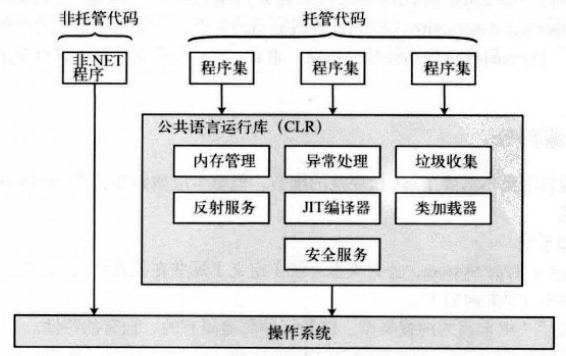 非托管代码
托管代码
非.NET
程序
程序集
程序集
程序集
公共语言运行库（CLR）
内存管理
异常处理
垃圾收集
反射服务
JIT编译器
类加载器
安全服务
操作系统